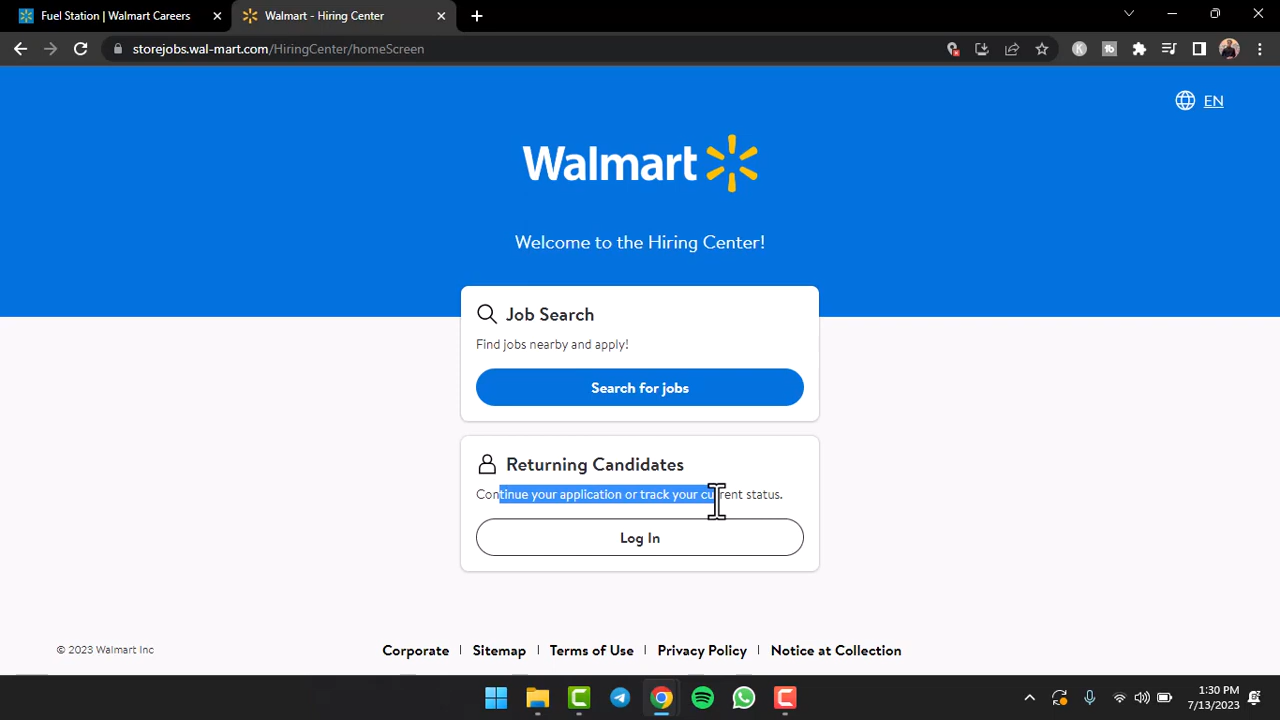 Fuel Station | Walmart Careers
Walmart - Hiring Center
storejobs.wal-mart.com/HiringCenter/homeScreen
EN
Walmart
Welcome to the Hiring Center!
Job Search
Find jobs nearby and apply!
Search for jobs
Returning Candidates
Continue your application or track your current status.
Log In
© 2023 Walmart Inc
Corporate | Sitemap | Terms of Use | Privacy Policy | Notice at Collection
1:30 PM
7/13/2023